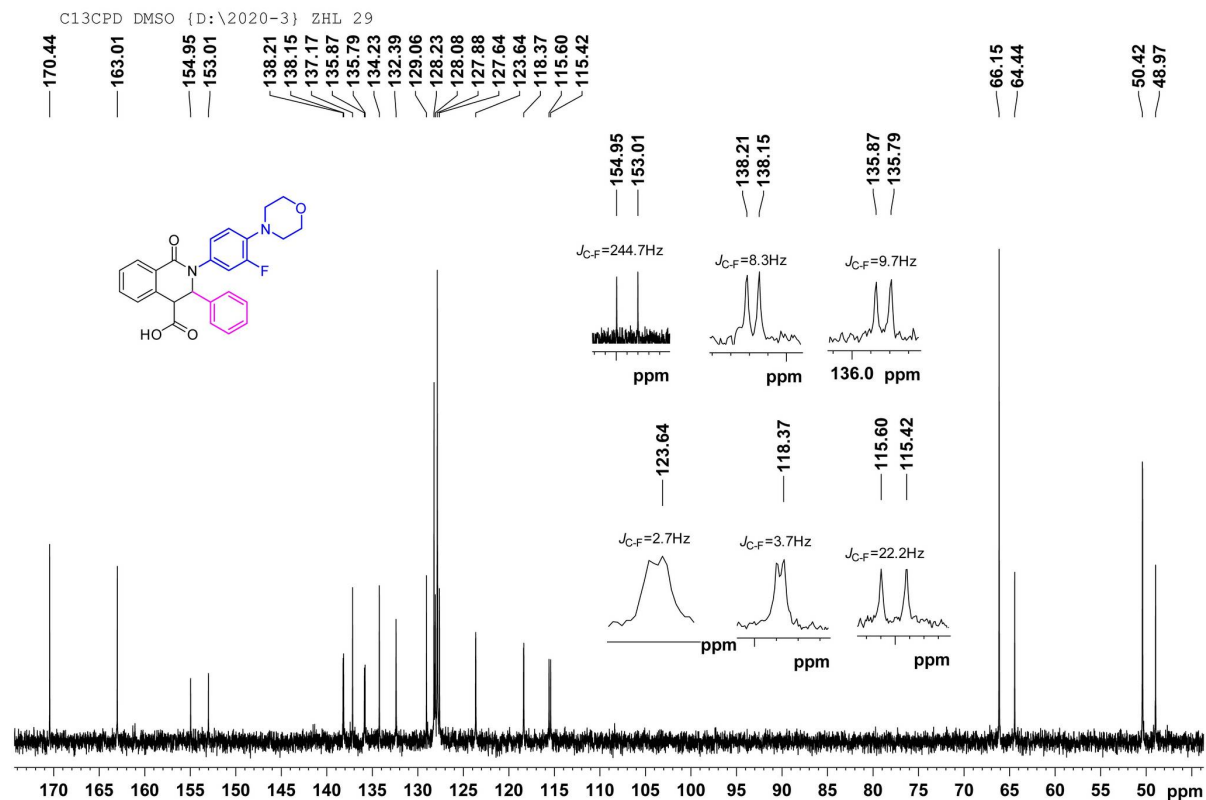 C13CPD DMSO {D:\2020-3} ZHL 29
170.44
163.01
154.95
153.01
138.21
138.15
137.17
135.87
135.79
134.23
132.39
129.06
128.23
128.08
127.88
127.64
123.64
118.37
115.60
115.42
66.15
64.44
50.42
48.97
154.95
153.01
138.21
138.15
135.87
135.79
JC-F=244.7Hz
JC-F=8.3Hz
JC-F=9.7Hz
ppm
ppm
136.0 ppm
O
N
O
N
F
HO
O
123.64
118.37
115.60
115.42
JC-F=2.7Hz
JC-F=3.7Hz
JC-F=22.2Hz
ppm
ppm
ppm
170 165 160 155 150 145 140 135 130 125 120 115 110 105 100 95 90 85 80 75 70 65 60 55 50 ppm